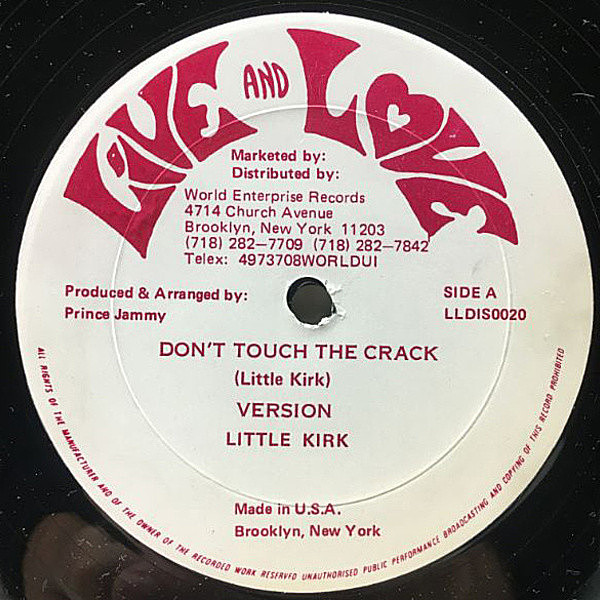 LIVE AND LOVE
Marketed by:
Distributed by:
World Enterprise Records
4714 Church Avenue
Brooklyn, New York 11203
(718) 282–7709 (718) 282–7842
Telex: 4973708WORLDUI
Produced & Arranged by:
Prince Jammy
SIDE A
LLDIS0020
DON'T TOUCH THE CRACK
(Little Kirk)
VERSION
LITTLE KIRK
Made in U.S.A.
Brooklyn, New York
ALL RIGHTS OF THE MANUFACTURER AND OF THE OWNER OF THE RECORDED WORK RESERVED UNAUTHORISED PUBLIC PERFORMANCE BROADCASTING AND COPYING OF THIS RECORD PROHIBITED